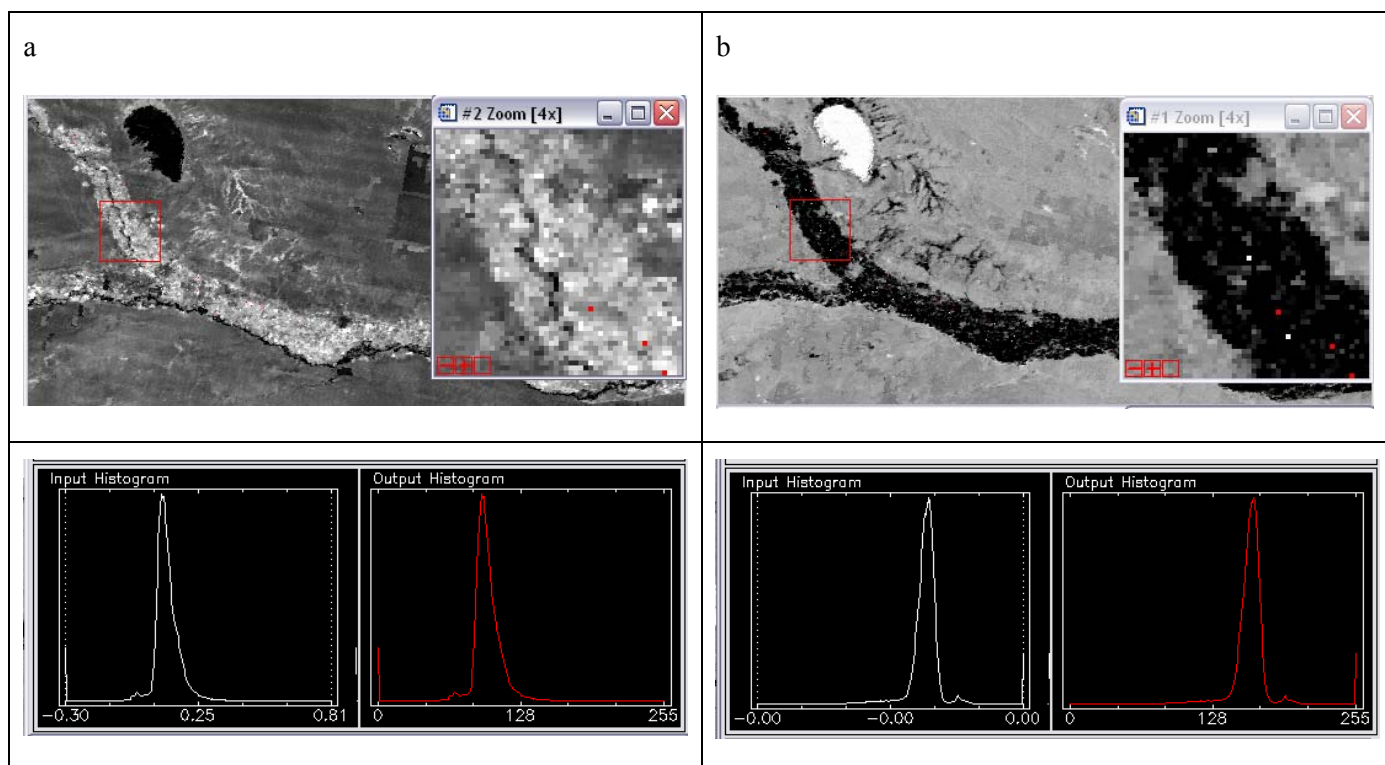 a
#2 Zoom [4x]
Input Histogram
Output Histogram
-0.30 0.25 0.81
0 128 255
b
#1 Zoom [4x]
Input Histogram
Output Histogram
-0.00 -0.00 0.00
0 128 255